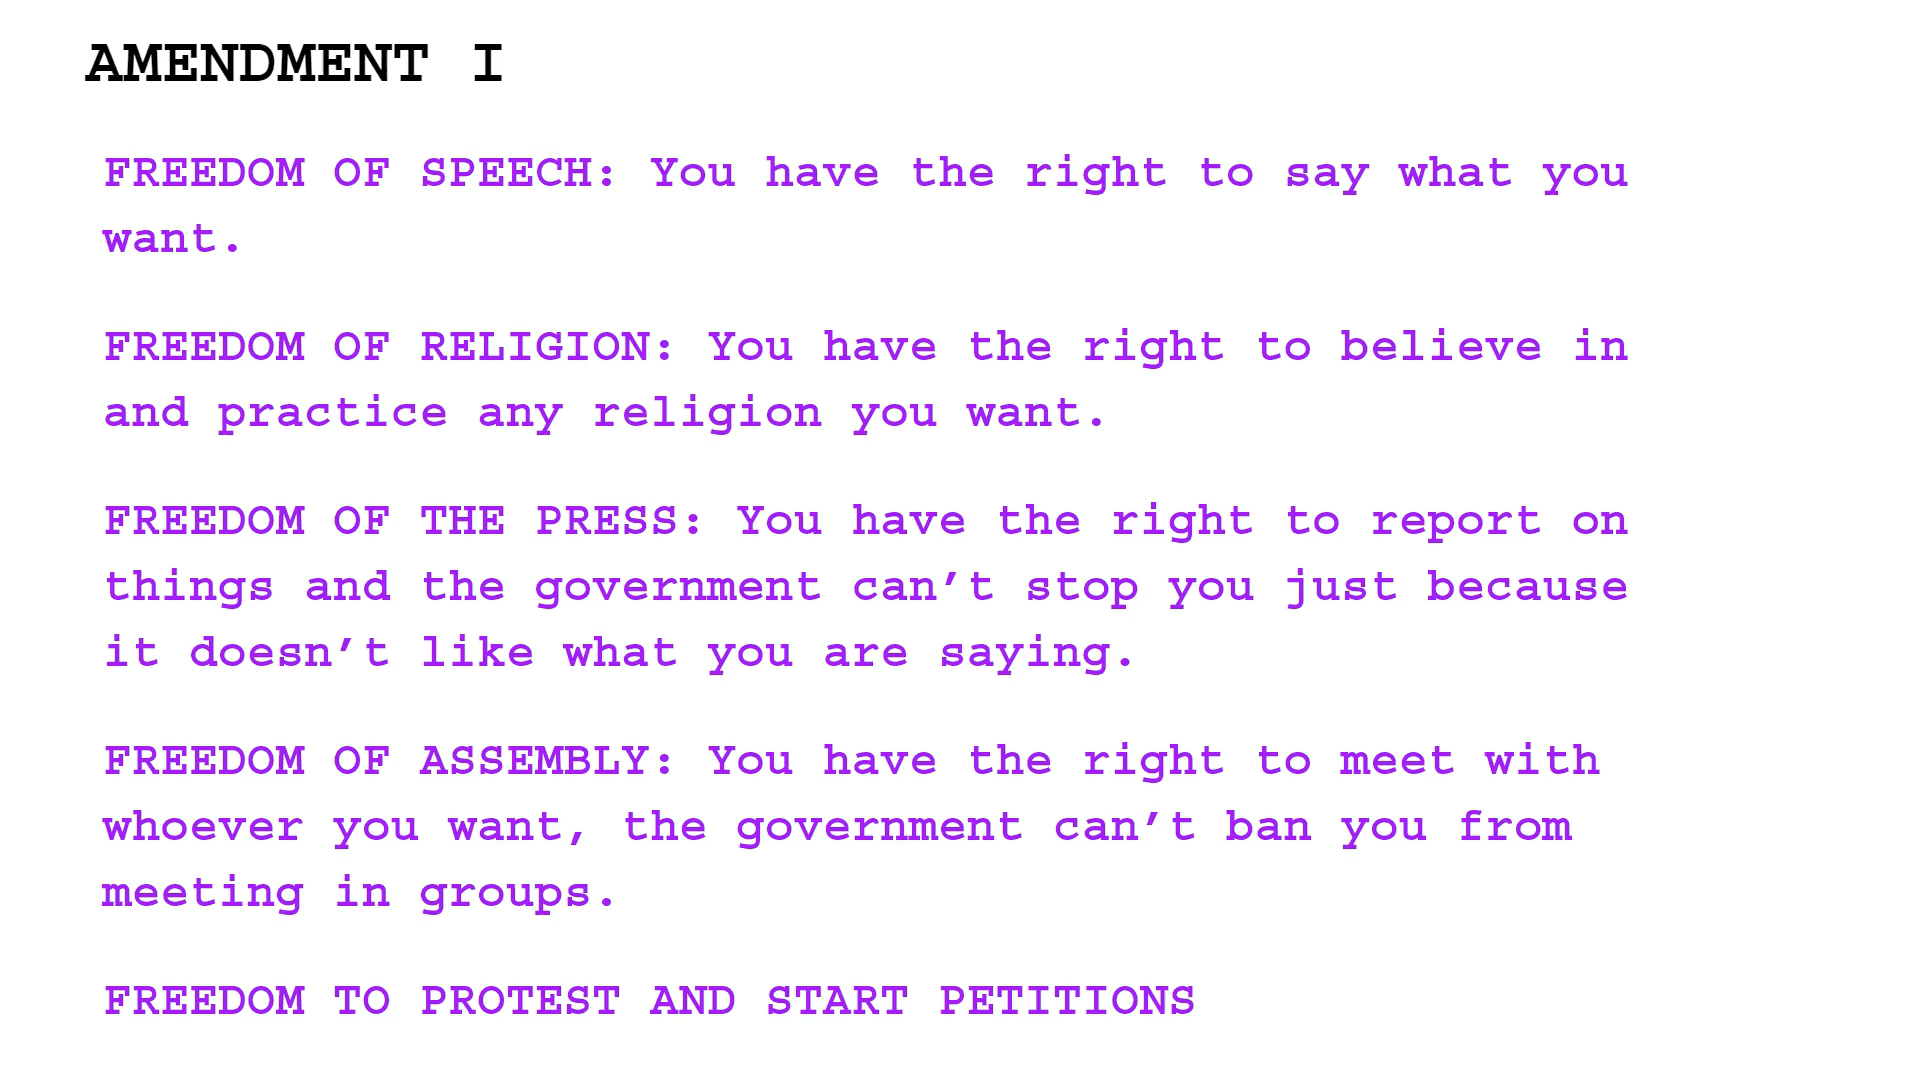 AMENDMENT I
FREEDOM OF SPEECH: You have the right to say what you
want.
FREEDOM OF RELIGION: You have the right to believe in
and practice any religion you want.
FREEDOM OF THE PRESS: You have the right to report on
things and the government can’t stop you just because
it doesn’t like what you are saying.
FREEDOM OF ASSEMBLY: You have the right to meet with
whoever you want, the government can’t ban you from
meeting in groups.
FREEDOM TO PROTEST AND START PETITIONS